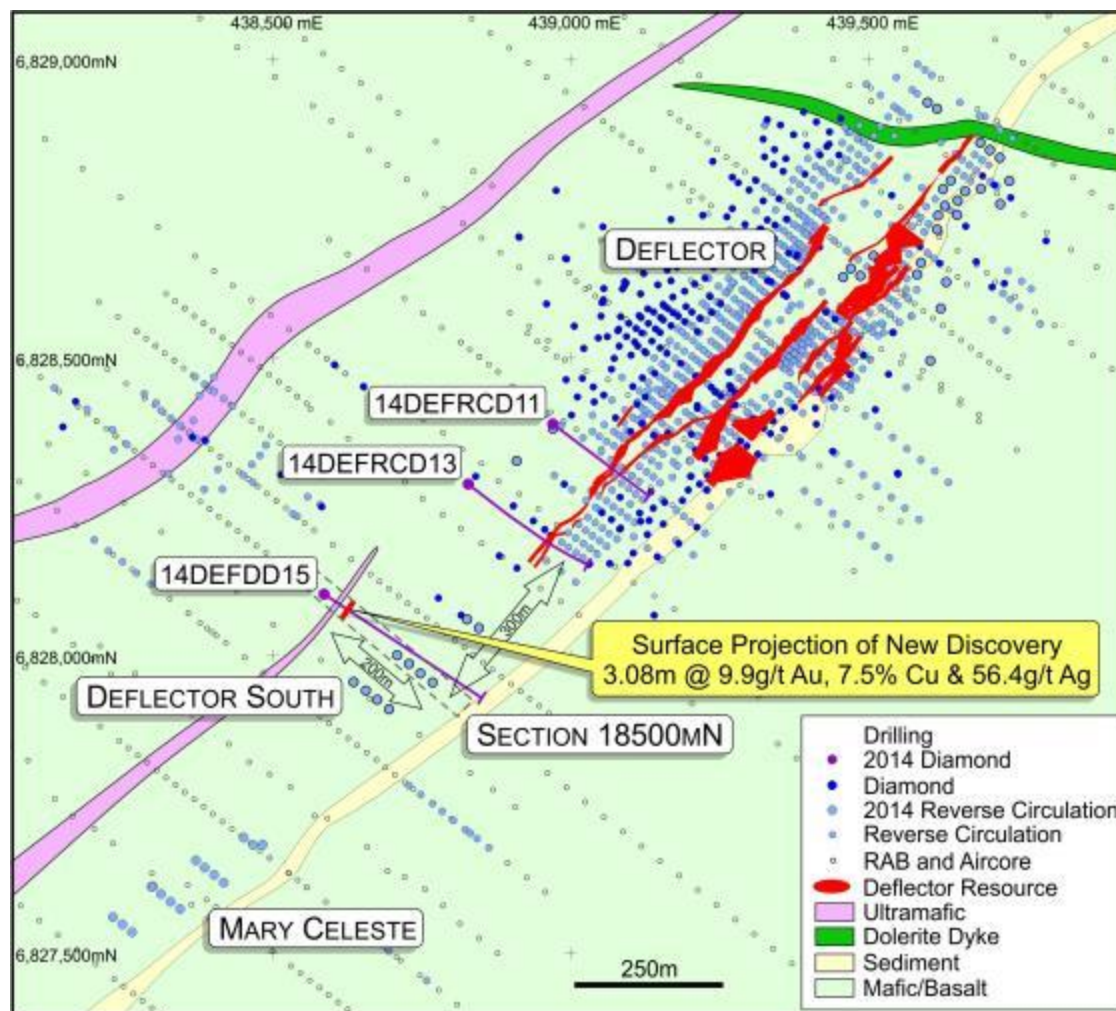 438,500 mE
439,000 mE
439,500 mE
6,829,000mN
DEFLECTOR
6,828,500mN
14DEFRCD11
14DEFRCD13
14DEFDD15
300m
200m
6,828,000mN
Surface Projection of New Discovery
3.08m @ 9.9g/t Au, 7.5% Cu & 56.4g/t Ag
DEFLECTOR SOUTH
SECTION 18500MN
MARY CELESTE
6,827,500mN
250m
Drilling
2014 Diamond
Diamond
2014 Reverse Circulation
Reverse Circulation
RAB and Aircore
Deflector Resource
Ultramafic
Dolerite Dyke
Sediment
Mafic/Basalt